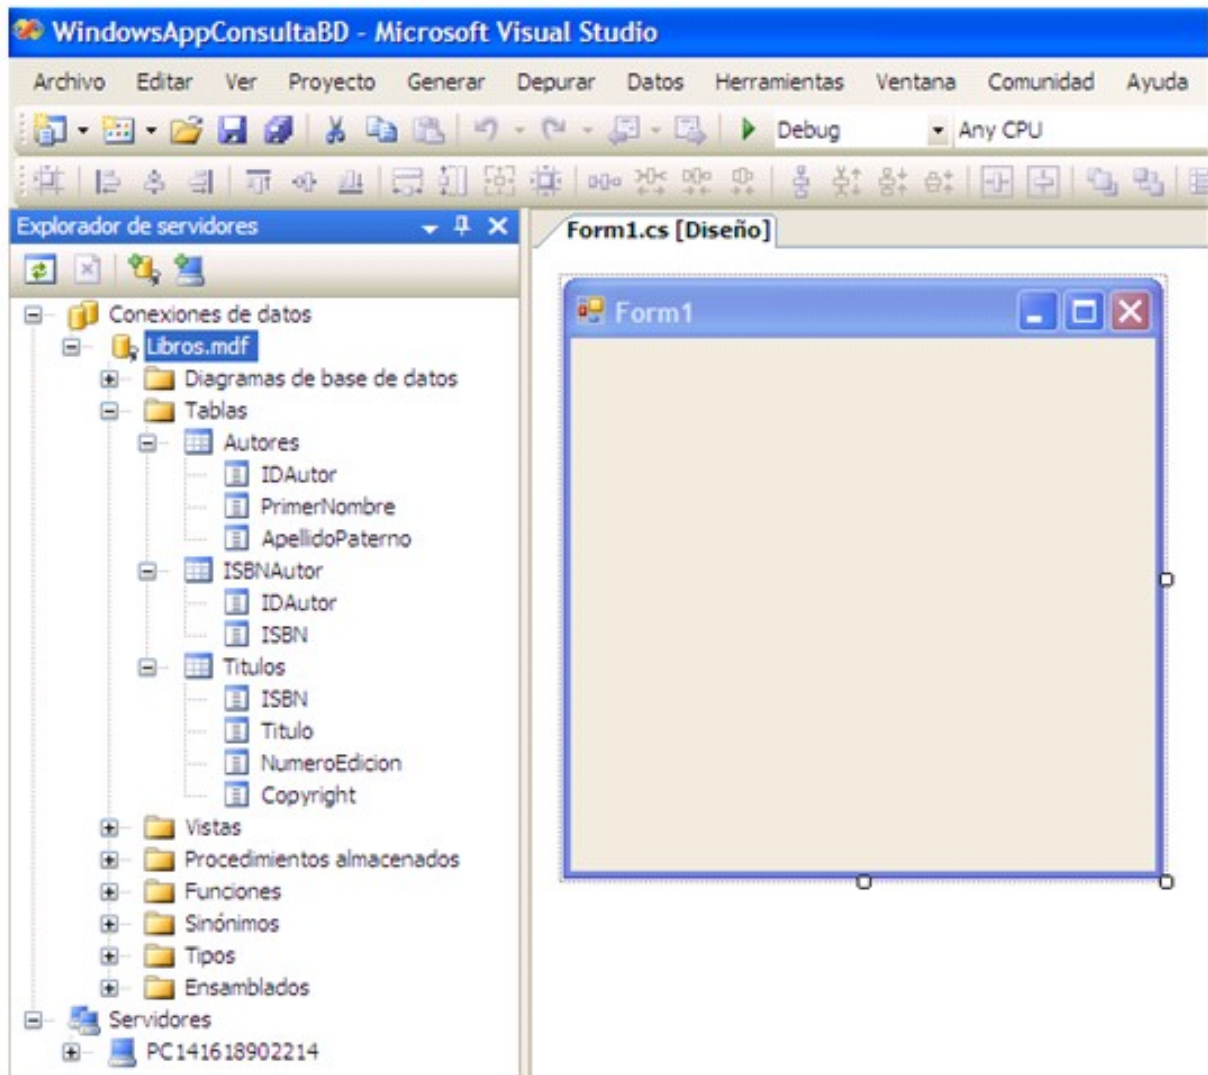 WindowsAppConsultaBD - Microsoft Visual Studio
Archivo Editar Ver Proyecto Generar Depurar Datos Herramientas Ventana Comunidad Ayuda
Debug Any CPU
Explorador de servidores
Form1.cs [Diseño]
Form1
Conexiones de datos
Libros.mdf
Diagramas de base de datos
Tablas
Autores
IDAutor
PrimerNombre
ApellidoPaterno
ISBNAutor
IDAutor
ISBN
Titulos
ISBN
Titulo
NumeroEdicion
Copyright
Vistas
Procedimientos almacenados
Funciones
Sinónimos
Tipos
Ensamblados
Servidores
PC141618902214